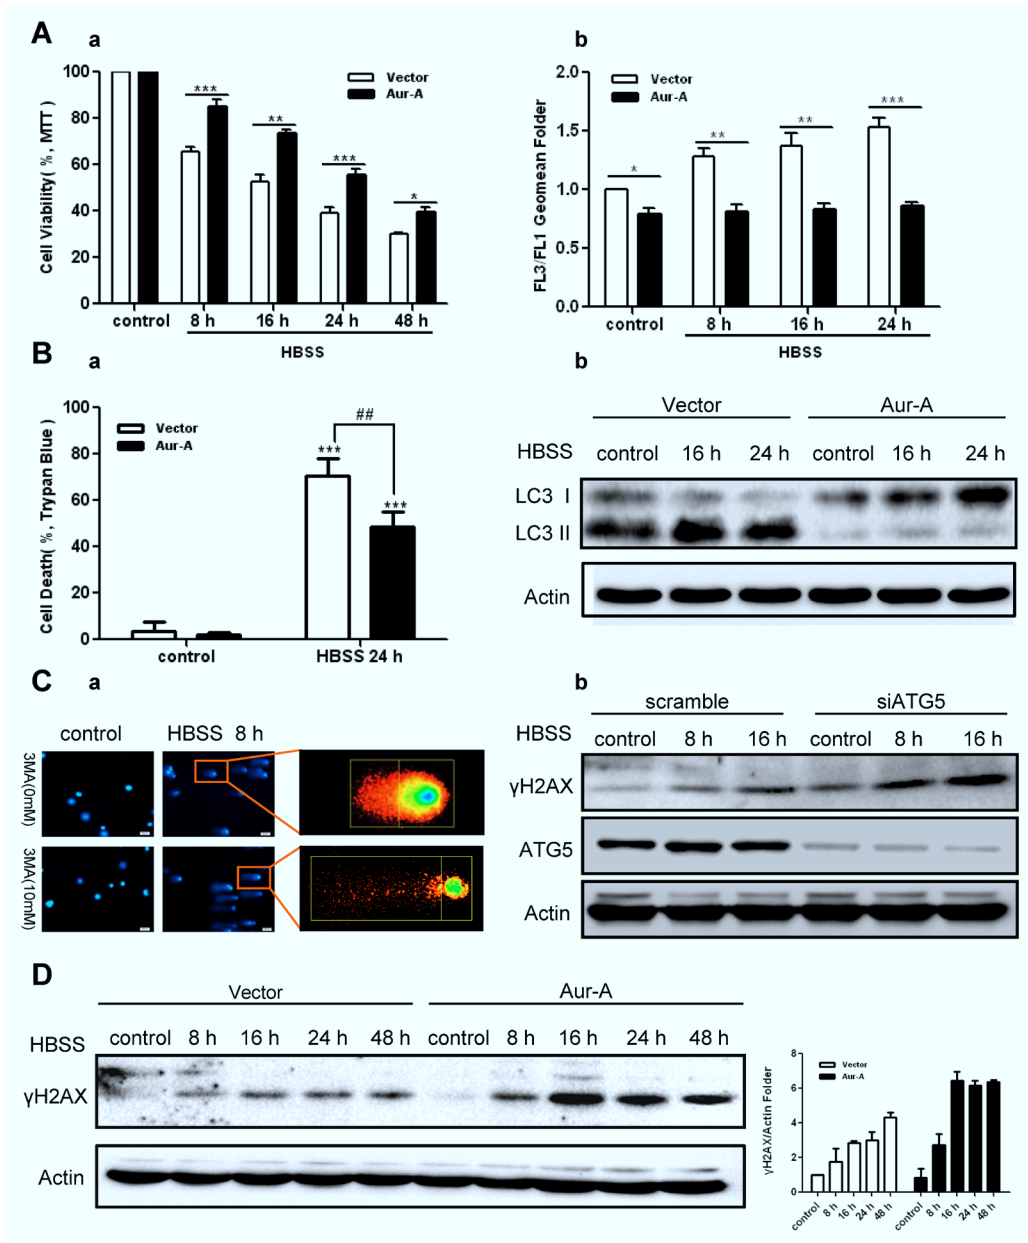 A
a
b
100
80
60
40
20
0
Cell Viability( %, MTT)
Vector
Aur-A
***
**
***
*
control 8 h 16 h 24 h 48 h
HBSS
2.0
1.5
1.0
0.5
0.0
FL3/FL1 Geomean Folder
Vector
Aur-A
*
**
**
***
control 8 h 16 h 24 h
HBSS
B
a
b
100
80
60
40
20
0
Cell Death( %, Trypan Blue )
Vector
Aur-A
##
***
***
control HBSS 24 h
Vector Aur-A
HBSS control 16 h 24 h control 16 h 24 h
LC3 I
LC3 II
Actin
C
a
b
control HBSS 8 h
3MA(0mM)
3MA(10mM)
scramble siATG5
HBSS control 8 h 16 h control 8 h 16 h
γH2AX
ATG5
Actin
D
Vector Aur-A
HBSS control 8 h 16 h 24 h 48 h control 8 h 16 h 24 h 48 h
γH2AX
Actin
8
6
4
2
0
γH2AX/Actin Folder
Vector
Aur-A
control 8 h 16 h 24 h 48 h control 8 h 16 h 24 h 48 h